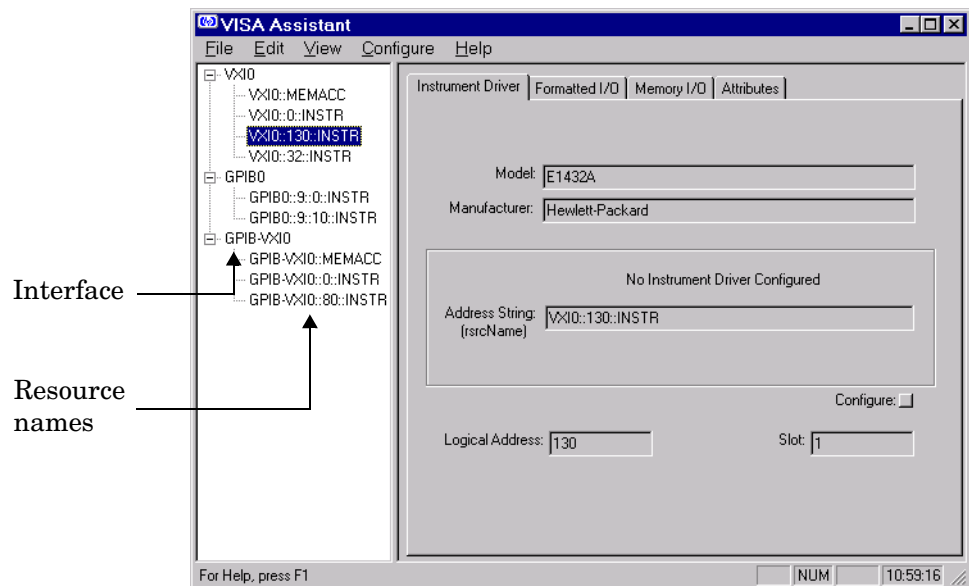 VISA Assistant
File Edit View Configure Help
VXI0
VXI0::MEMACC
VXI0::0::INSTR
VXI0::130::INSTR
VXI0::32::INSTR
GPIB0
GPIB0::9::0::INSTR
GPIB0::9::10::INSTR
GPIB-VXI0
GPIB-VXI0::MEMACC
GPIB-VXI0::0::INSTR
GPIB-VXI0::80::INSTR
Interface
Resource
names
Instrument Driver Formatted I/O Memory I/O Attributes
Model: E1432A
Manufacturer: Hewlett-Packard
No Instrument Driver Configured
Address String: VXI0::130::INSTR
(rsrcName)
Configure:
Logical Address: 130 Slot: 1
For Help, press F1 NUM 10:59:16